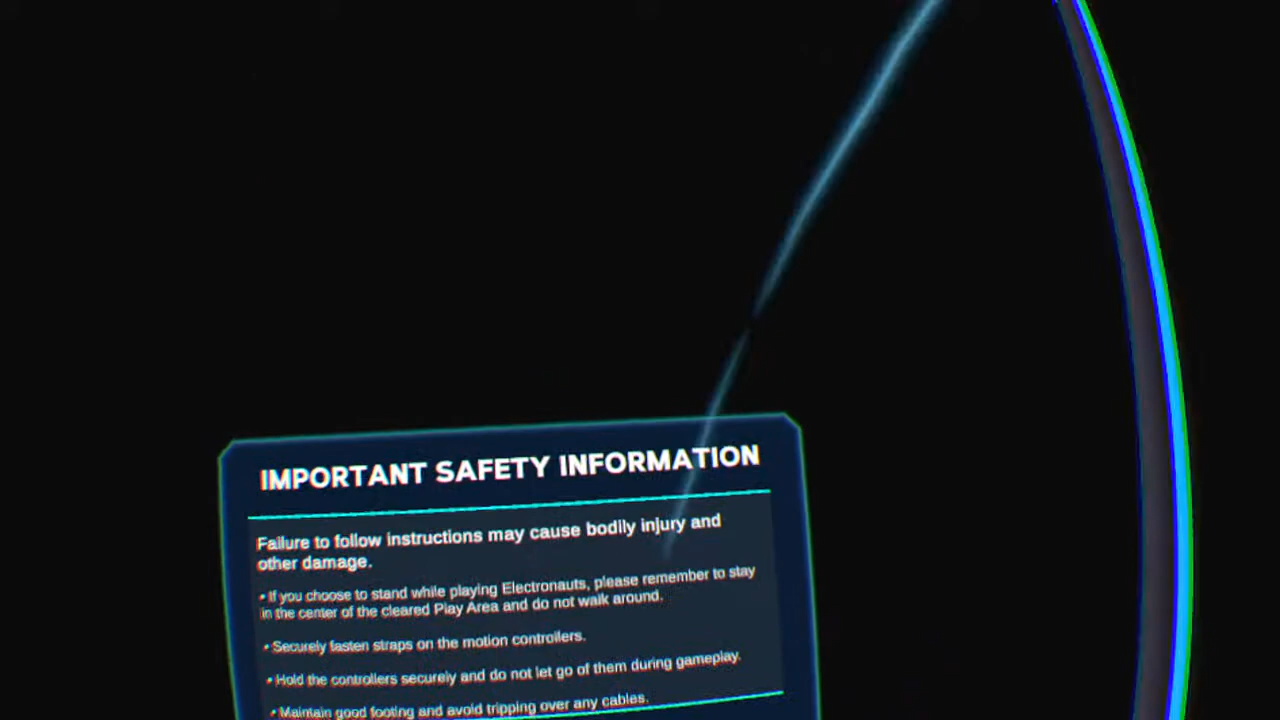 IMPORTANT SAFETY INFORMATION
Failure to follow instructions may cause bodily injury and
other damage.
• If you choose to stand while playing Electronauts, please remember to stay
in the center of the cleared Play Area and do not walk around.
• Securely fasten straps on the motion controllers.
• Hold the controllers securely and do not let go of them during gameplay.
• Maintain good footing and avoid tripping over any cables.